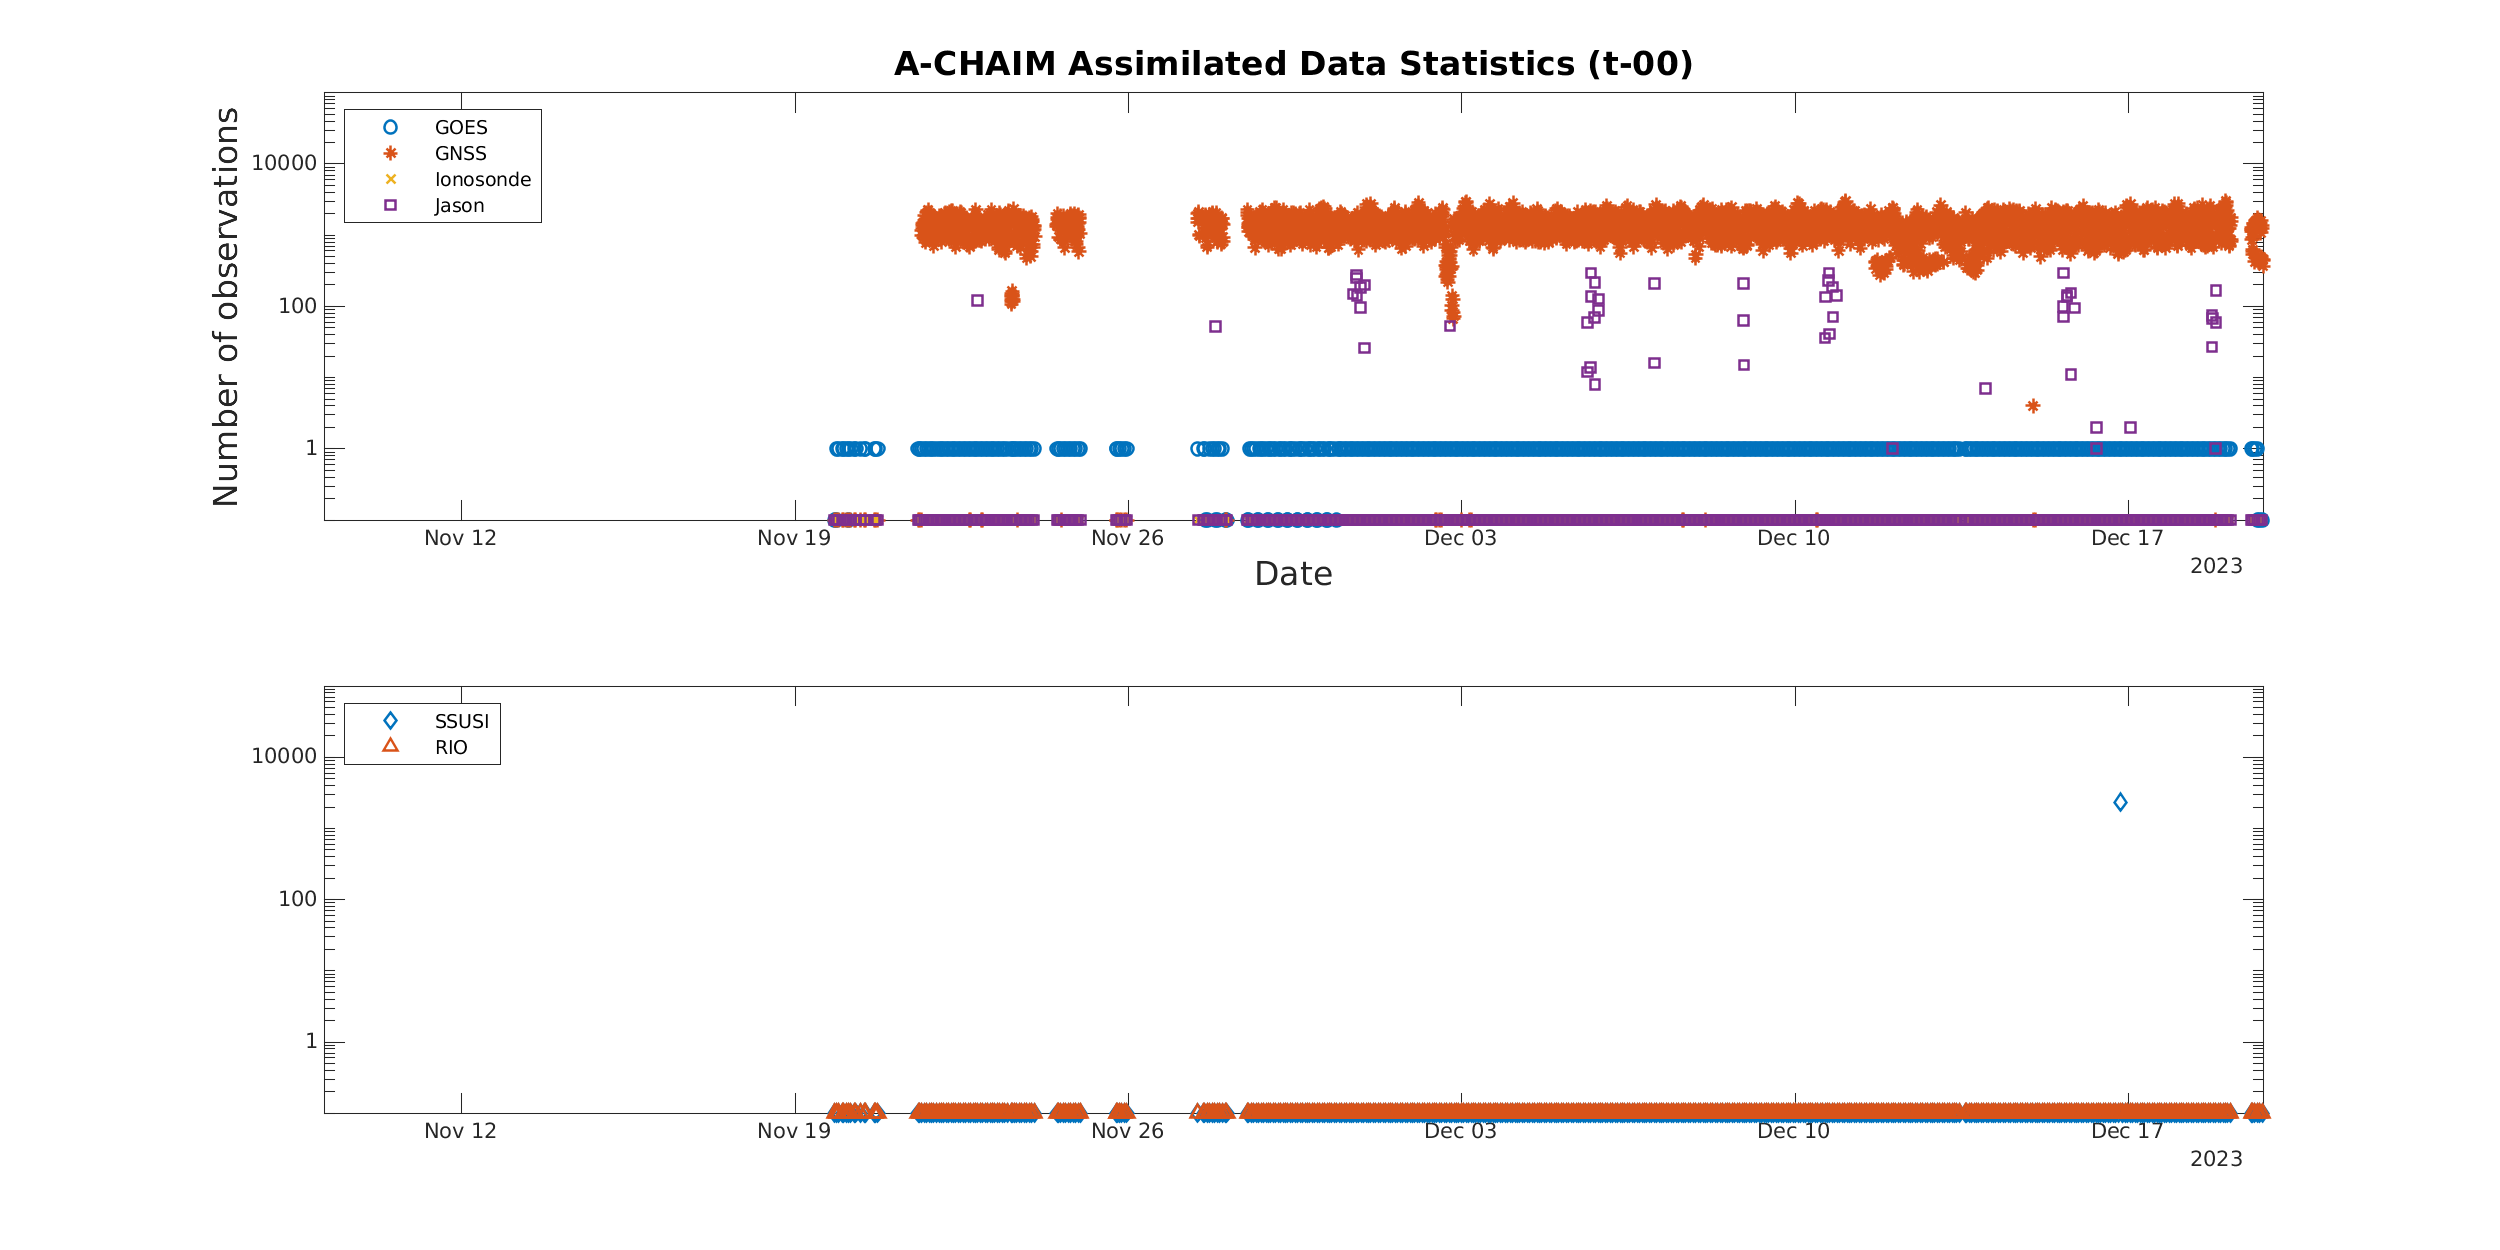 A-CHAIM Assimilated Data Statistics (t-00)
Number of observations
GOES
GNSS
Ionosonde
Jason
10000
100
1
Nov 12 Nov 19 Nov 26 Dec 03 Dec 10 Dec 17
2023
Date
SSUSI
RIO
10000
100
1
Nov 12 Nov 19 Nov 26 Dec 03 Dec 10 Dec 17
2023